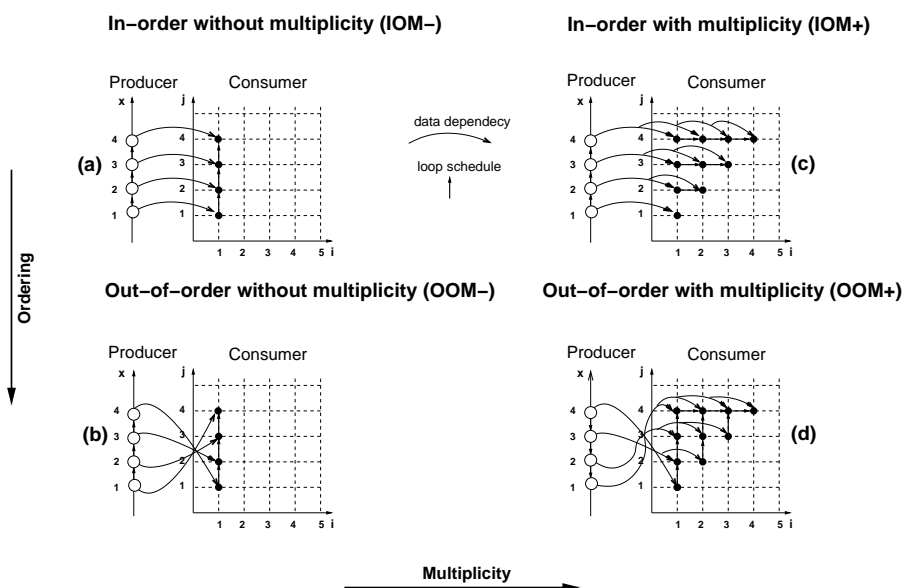 In−order without multiplicity (IOM−)
In−order with multiplicity (IOM+)
Producer
Consumer
x
j
4
3
2
1
4
3
2
1
1 2 3 4 5 i
(a)
data dependecy
loop schedule
Producer
Consumer
x
j
4
3
2
1
4
3
2
1
1 2 3 4 5 i
(c)
Ordering
Out−of−order without multiplicity (OOM−)
Out−of−order with multiplicity (OOM+)
Producer
Consumer
x
j
4
3
2
1
4
3
2
1
1 2 3 4 5 i
(b)
Producer
Consumer
x
j
4
3
2
1
4
3
2
1
1 2 3 4 5 i
(d)
Multiplicity